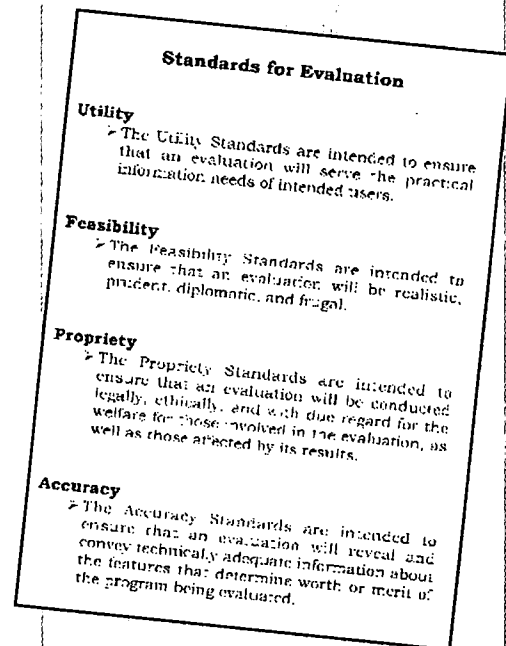 Standards for Evaluation
Utility
➢ The Utility Standards are intended to ensure
that an evaluation will serve the practical
information needs of intended users.
Feasibility
➢ The Feasibility Standards are intended to
ensure that an evaluation will be realistic,
prudent, diplomatic, and frugal.
Propriety
➢ The Propriety Standards are intended to
ensure that an evaluation will be conducted
legally, ethically, and with due regard for the
welfare for those involved in the evaluation, as
well as those affected by its results.
Accuracy
➢ The Accuracy Standards are intended to
ensure that an evaluation will reveal and
convey technically adequate information about
the features that determine worth or merit of
the program being evaluated.